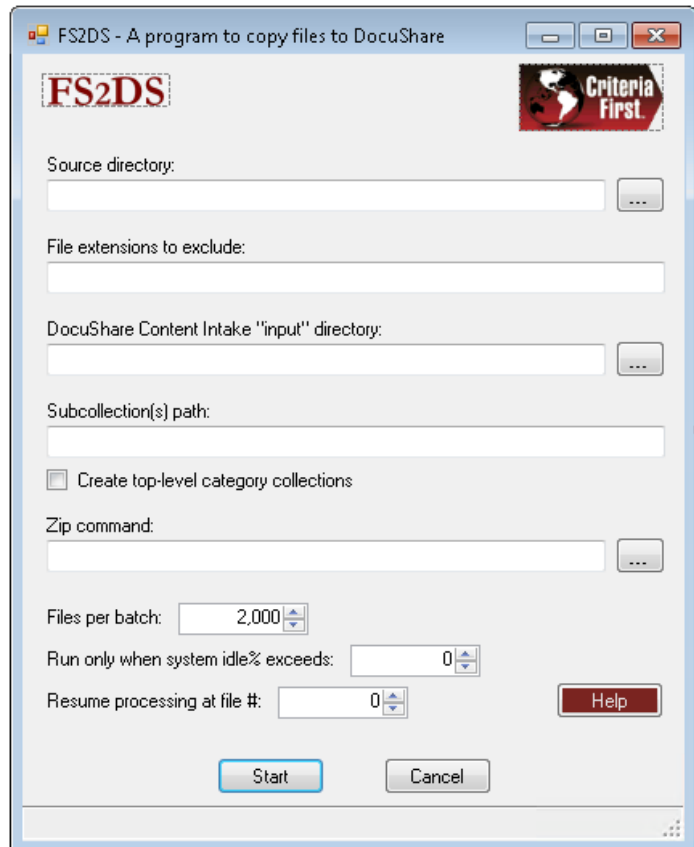 FS2DS - A program to copy files to DocuShare
FS2DS
Criteria
First.
Source directory:
...
File extensions to exclude:
DocuShare Content Intake "input" directory:
...
Subcollection(s) path:
Create top-level category collections
Zip command:
...
Files per batch: 2,000
Run only when system idle% exceeds: 0
Resume processing at file #: 0
Help
Start Cancel